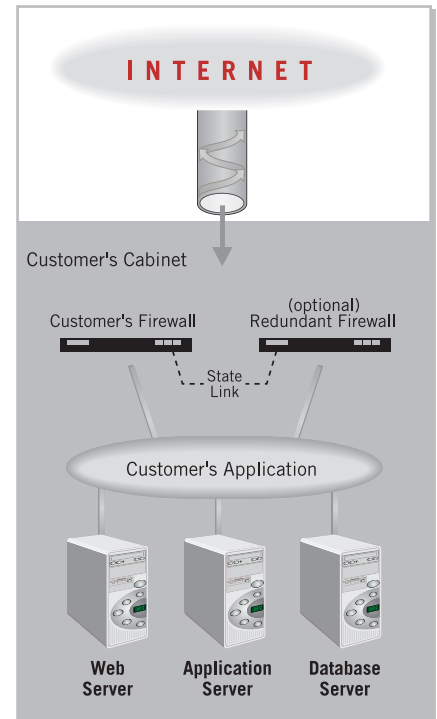 INTERNET
Customer's Cabinet
Customer's Firewall
(optional)
Redundant Firewall
State
Link
Customer's Application
Web
Server
Application
Server
Database
Server